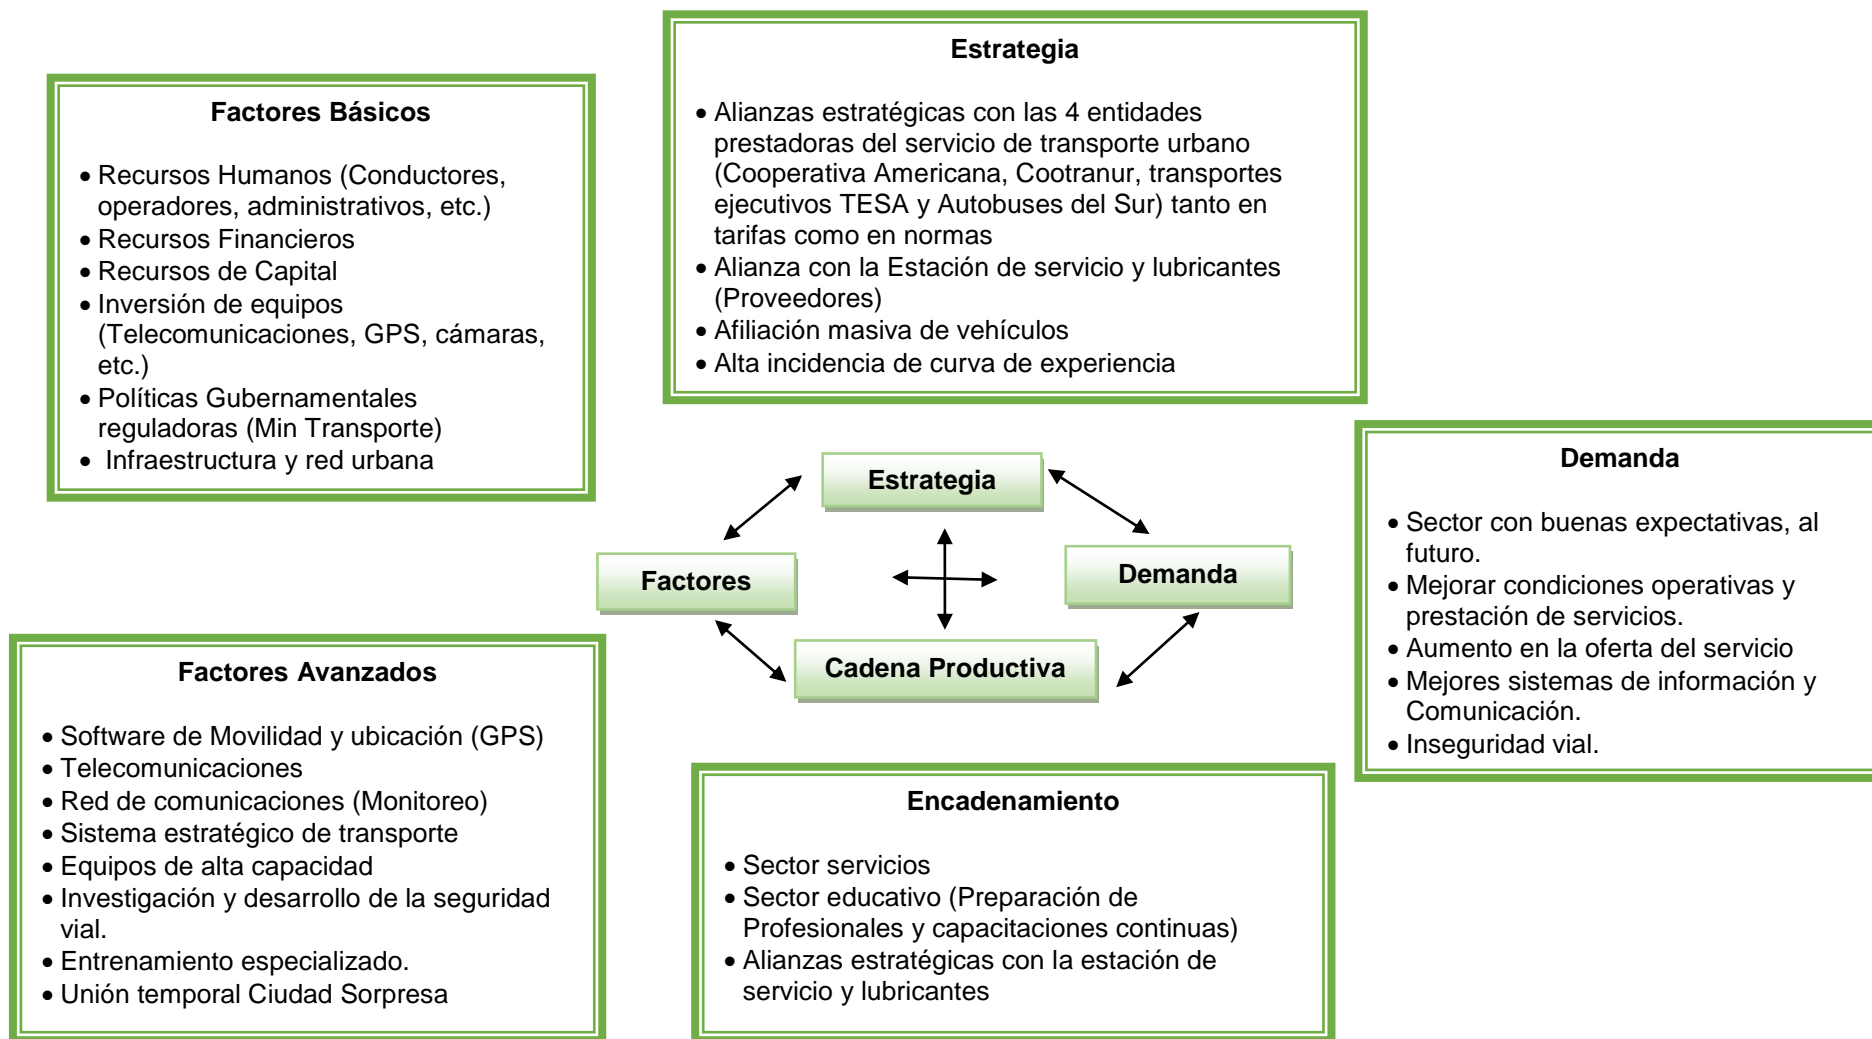 Estrategia
• Alianzas estratégicas con las 4 entidades
prestadoras del servicio de transporte urbano
(Cooperativa Americana, Cootranur, transportes
ejecutivos TESA y Autobuses del Sur) tanto en
tarifas como en normas
• Alianza con la Estación de servicio y lubricantes
(Proveedores)
• Afiliación masiva de vehículos
• Alta incidencia de curva de experiencia
Factores Básicos
• Recursos Humanos (Conductores,
operadores, administrativos, etc.)
• Recursos Financieros
• Recursos de Capital
• Inversión de equipos
(Telecomunicaciones, GPS, cámaras,
etc.)
• Políticas Gubernamentales
reguladoras (Min Transporte)
• Infraestructura y red urbana
Estrategia
Factores
Demanda
Cadena Productiva
Demanda
• Sector con buenas expectativas, al
futuro.
• Mejorar condiciones operativas y
prestación de servicios.
• Aumento en la oferta del servicio
• Mejores sistemas de información y
Comunicación.
• Inseguridad vial.
Factores Avanzados
• Software de Movilidad y ubicación (GPS)
• Telecomunicaciones
• Red de comunicaciones (Monitoreo)
• Sistema estratégico de transporte
• Equipos de alta capacidad
• Investigación y desarrollo de la seguridad
vial.
• Entrenamiento especializado.
• Unión temporal Ciudad Sorpresa
Encadenamiento
• Sector servicios
• Sector educativo (Preparación de
Profesionales y capacitaciones continuas)
• Alianzas estratégicas con la estación de
servicio y lubricantes